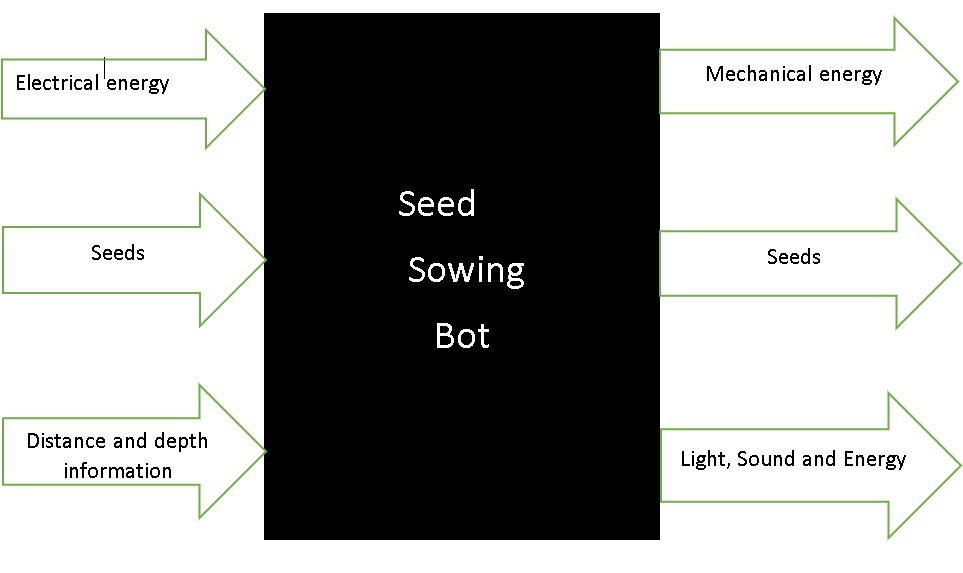 Electrical energy
Mechanical energy
Seed
Sowing
Bot
Seeds
Seeds
Distance and depth
information
Light, Sound and Energy